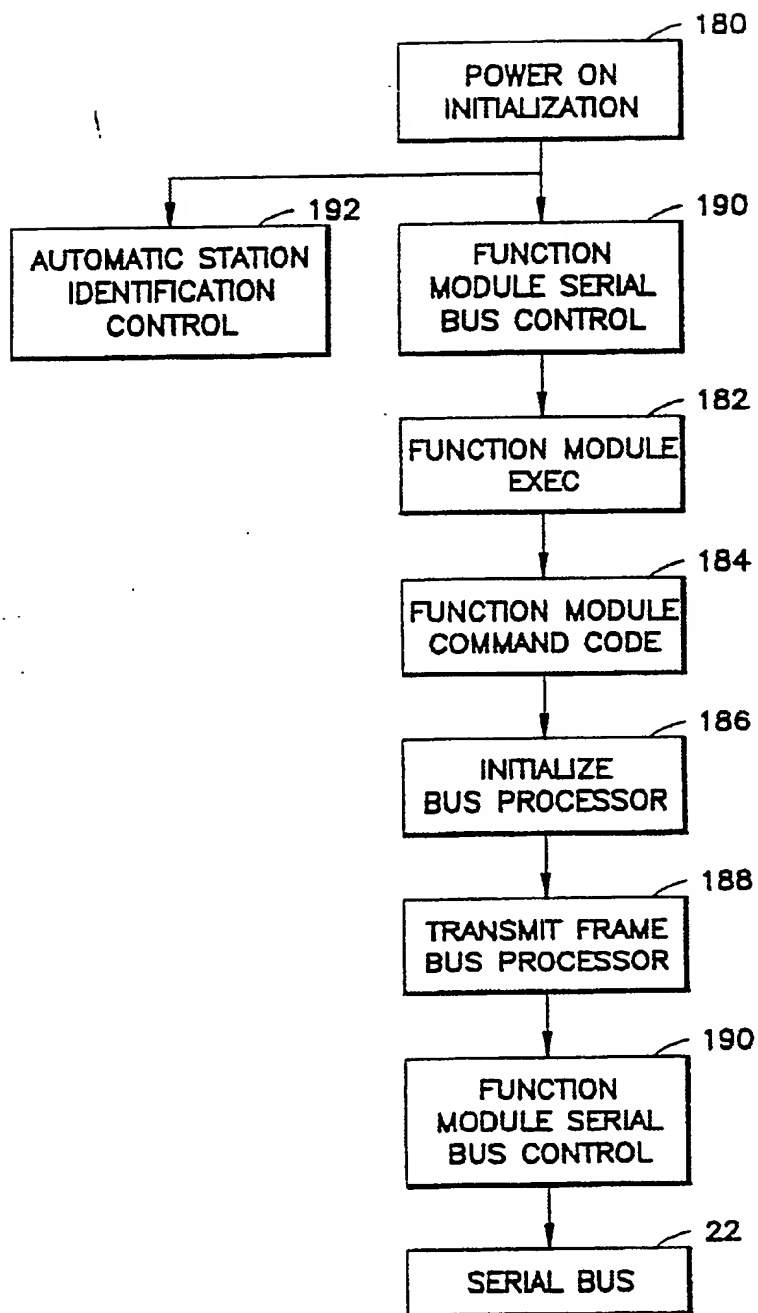 180
POWER ON
INITIALIZATION
192
AUTOMATIC STATION
IDENTIFICATION
CONTROL
190
FUNCTION
MODULE SERIAL
BUS CONTROL
182
FUNCTION MODULE
EXEC
184
FUNCTION MODULE
COMMAND CODE
186
INITIALIZE
BUS PROCESSOR
188
TRANSMIT FRAME
BUS PROCESSOR
190
FUNCTION
MODULE SERIAL
BUS CONTROL
22
SERIAL BUS